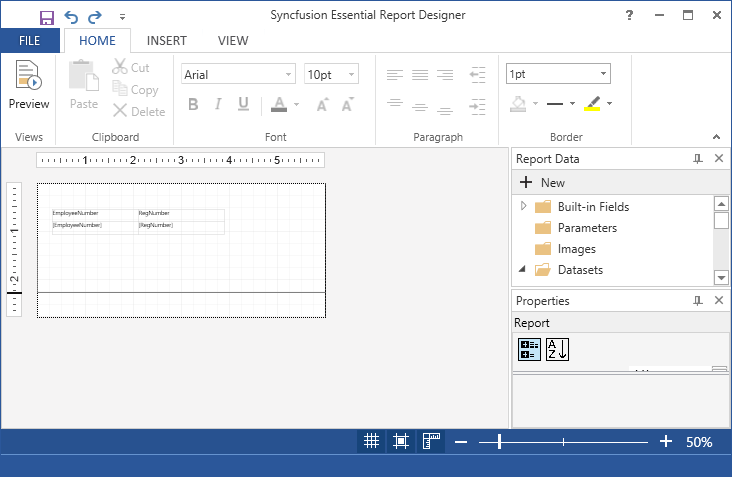 Syncfusion Essential Report Designer
?
FILE HOME INSERT VIEW
Preview
Views
Paste
Cut
Copy
Delete
Clipboard
Arial 10pt
B I U A A A
Font
Paragraph
1pt
Border
1 2 3 4 5
1
2
EmployeeNumber RegNumber
[EmployeeNumber] [RegNumber]
Report Data
New
Built-in Fields
Parameters
Images
Datasets
Properties
Report
A
Z
50%